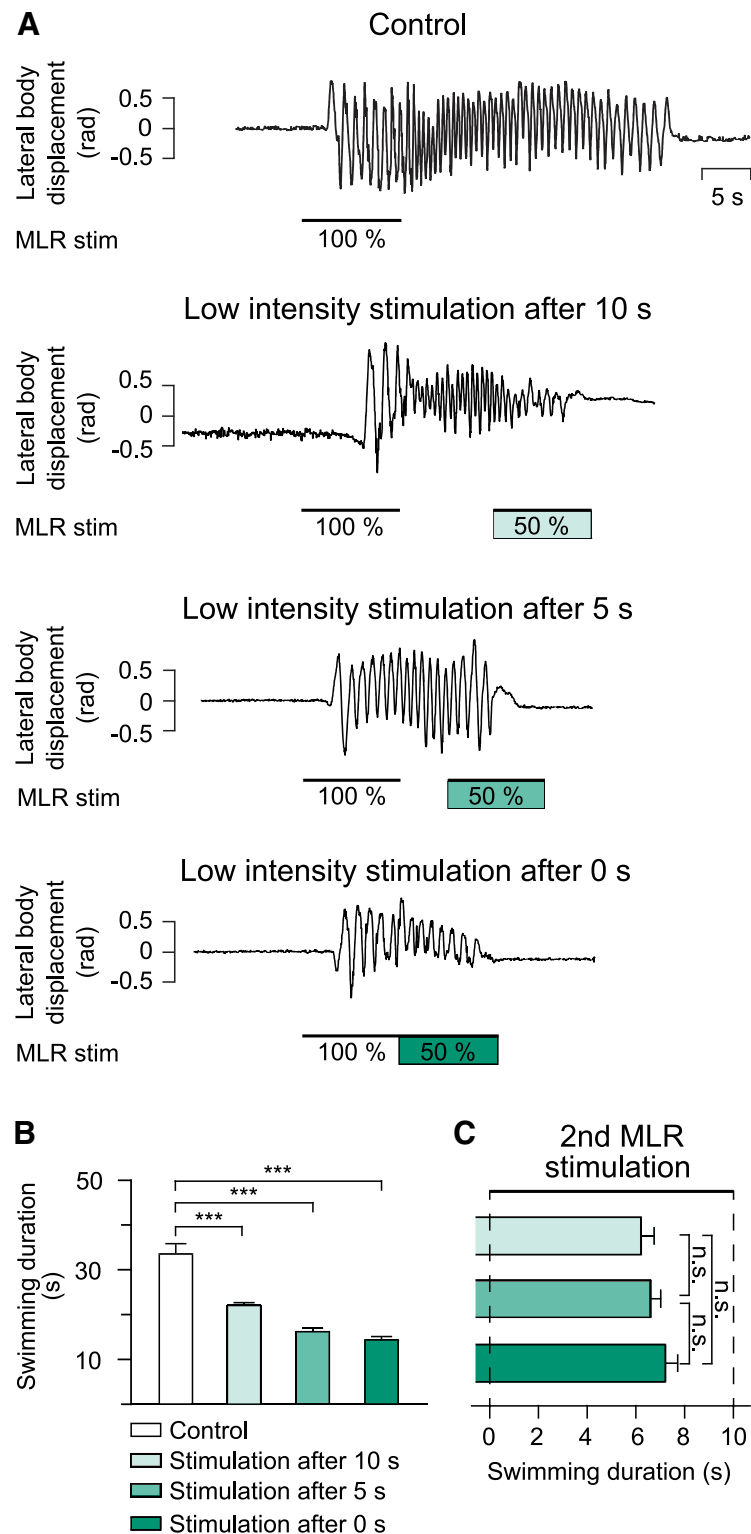 A
Control
Lateral body
displacement
(rad)
0.5
0
-0.5
5 s
MLR stim
100 %
Low intensity stimulation after 10 s
Lateral body
displacement
(rad)
0.5
0
-0.5
MLR stim
100 %
50 %
Low intensity stimulation after 5 s
Lateral body
displacement
(rad)
0.5
0
-0.5
MLR stim
100 %
50 %
Low intensity stimulation after 0 s
Lateral body
displacement
(rad)
0.5
0
-0.5
MLR stim
100 %
50 %
B
Swimming duration
(s)
50
30
10
***
***
***
Control
Stimulation after 10 s
Stimulation after 5 s
Stimulation after 0 s
C
2nd MLR
stimulation
n.s.
n.s.
n.s.
0 2 4 6 8 10
Swimming duration (s)